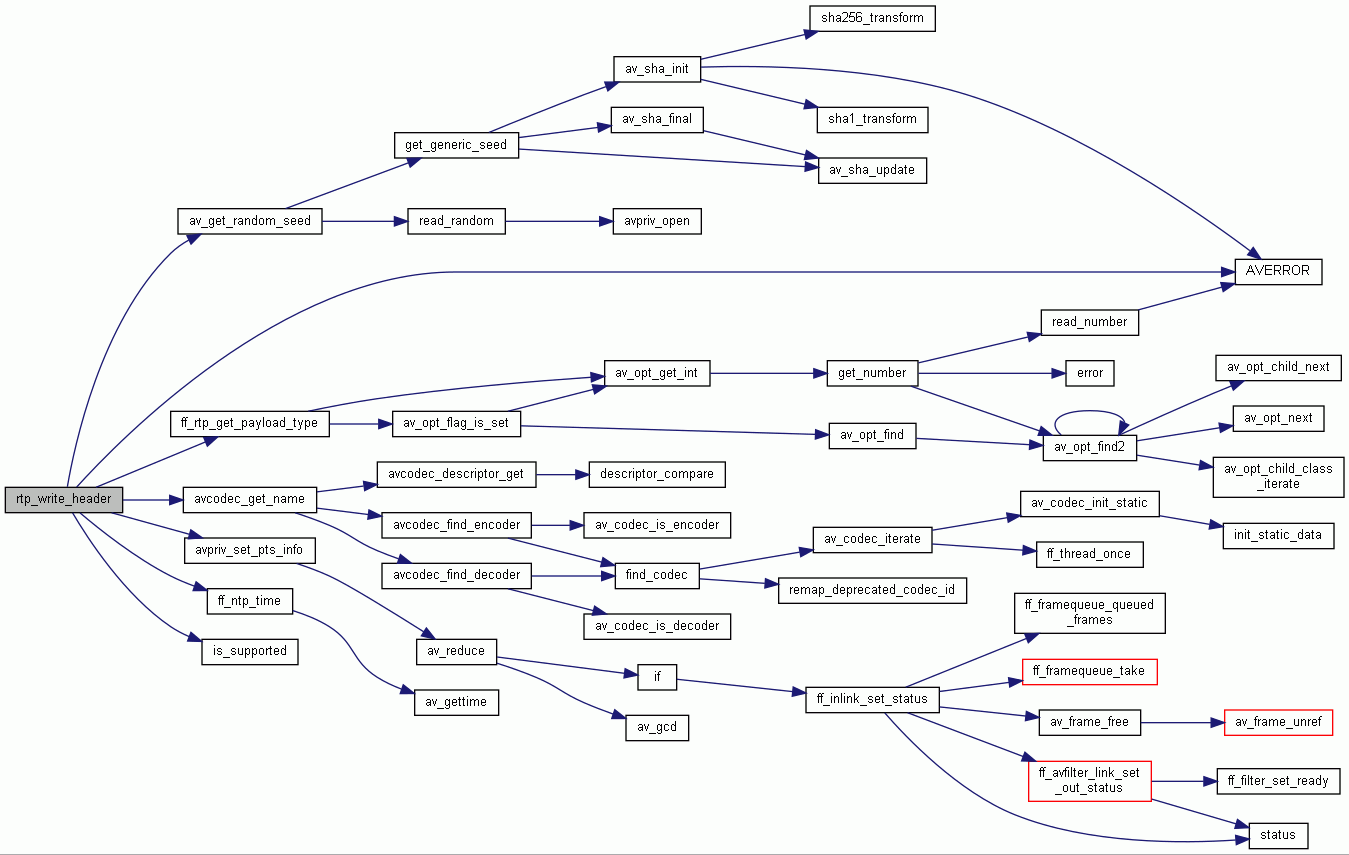 sha256_transform
av_sha_init
sha1_transform
av_sha_final
get_generic_seed
av_sha_update
av_get_random_seed
read_random
avpriv_open
AVERROR
read_number
av_opt_get_int
get_number
error
av_opt_child_next
ff_rtp_get_payload_type
av_opt_flag_is_set
av_opt_find
av_opt_find2
av_opt_next
av_opt_child_class
_iterate
avcodec_descriptor_get
descriptor_compare
rtp_write_header
avcodec_get_name
avcodec_find_encoder
av_codec_is_encoder
av_codec_init_static
av_codec_iterate
init_static_data
avpriv_set_pts_info
ff_thread_once
avcodec_find_decoder
find_codec
remap_deprecated_codec_id
ff_ntp_time
av_codec_is_decoder
ff_framequeue_queued
_frames
is_supported
av_reduce
if
ff_framequeue_take
av_gettime
ff_inlink_set_status
av_gcd
av_frame_free
av_frame_unref
ff_avfilter_link_set
_out_status
ff_filter_set_ready
status